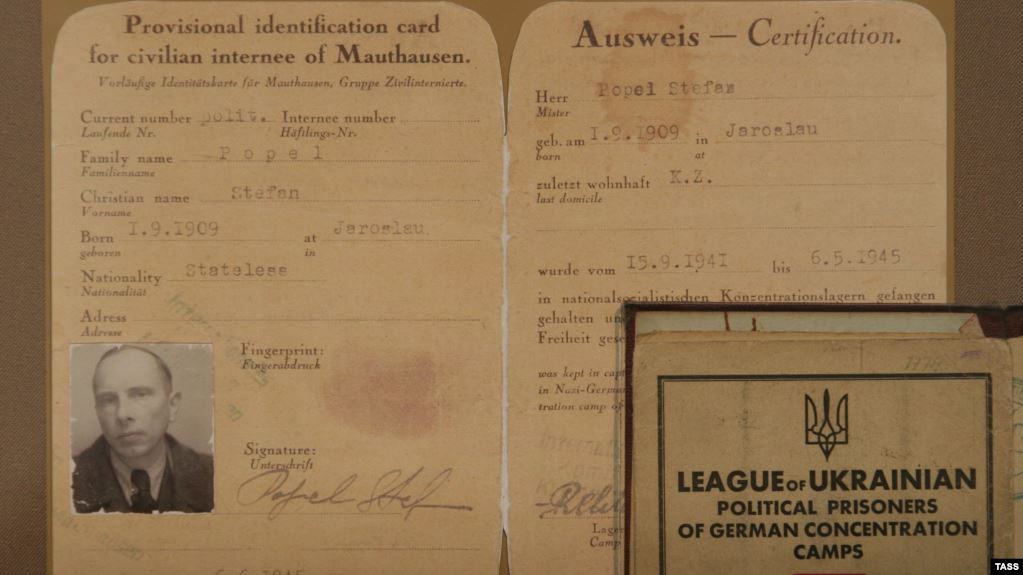 Provisional identification card
for civilian internee of Mauthausen.
Vorläufige Identitätskarte für Mauthausen, Gruppe Zivilinternierte.
Current number polit. Internee number
Laufende Nr. Häftlings-Nr.
Family name Popel
Familienname
Christian name Stefan
Vorname
Born 1.9.1909 at Jaroslau.
geboren in
Nationality Stateless
Nationalität
Adress
Adresse
Fingerprint:
Fingerabdruck
Signature:
Unterschrift
Popel Stef
Ausweis — Certification.
Herr Popel Stefan
Mister
geb. am 1.9.1909 in Jaroslau
born at
zuletzt wohnhaft K.Z.
last domicile
wurde vom 15.9.1941 bis 6.5.1945
in nationalsozialistischen Konzentrationslagern gefangen
gehalten
Freiheit
was kept in
in Nazi-German
tration camp of
Lager
Camp
LEAGUE OF UKRAINIAN
POLITICAL PRISONERS
OF GERMAN CONCENTRATION
CAMPS
TASS